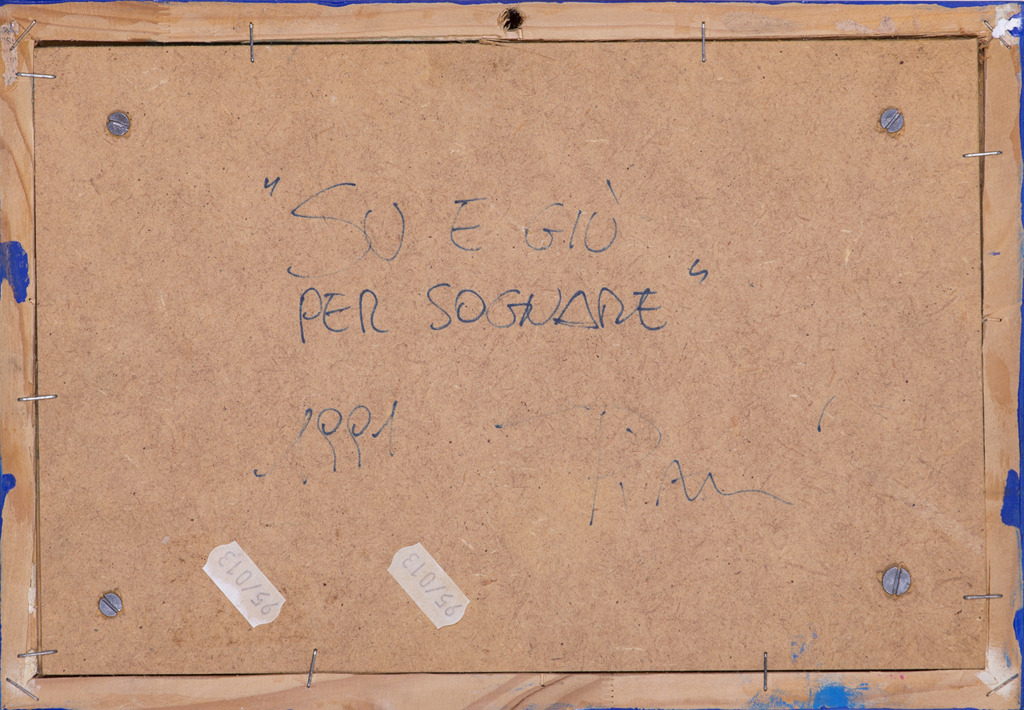 "SU E GIÙ
PER SOGNARE"
1991
95/013
95/013